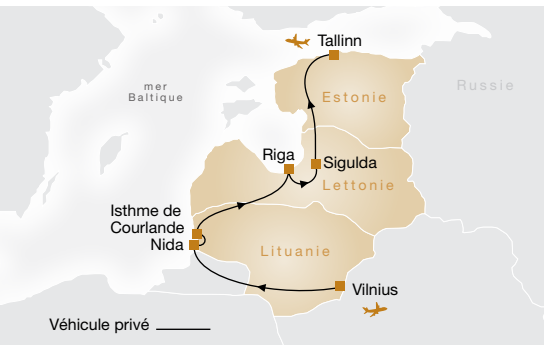 Tallinn
mer
Baltique
Estonie
Russie
Riga
Sigulda
Lettonie
Isthme de
Courlande
Nida
Lituanie
Vilnius
Véhicule privé